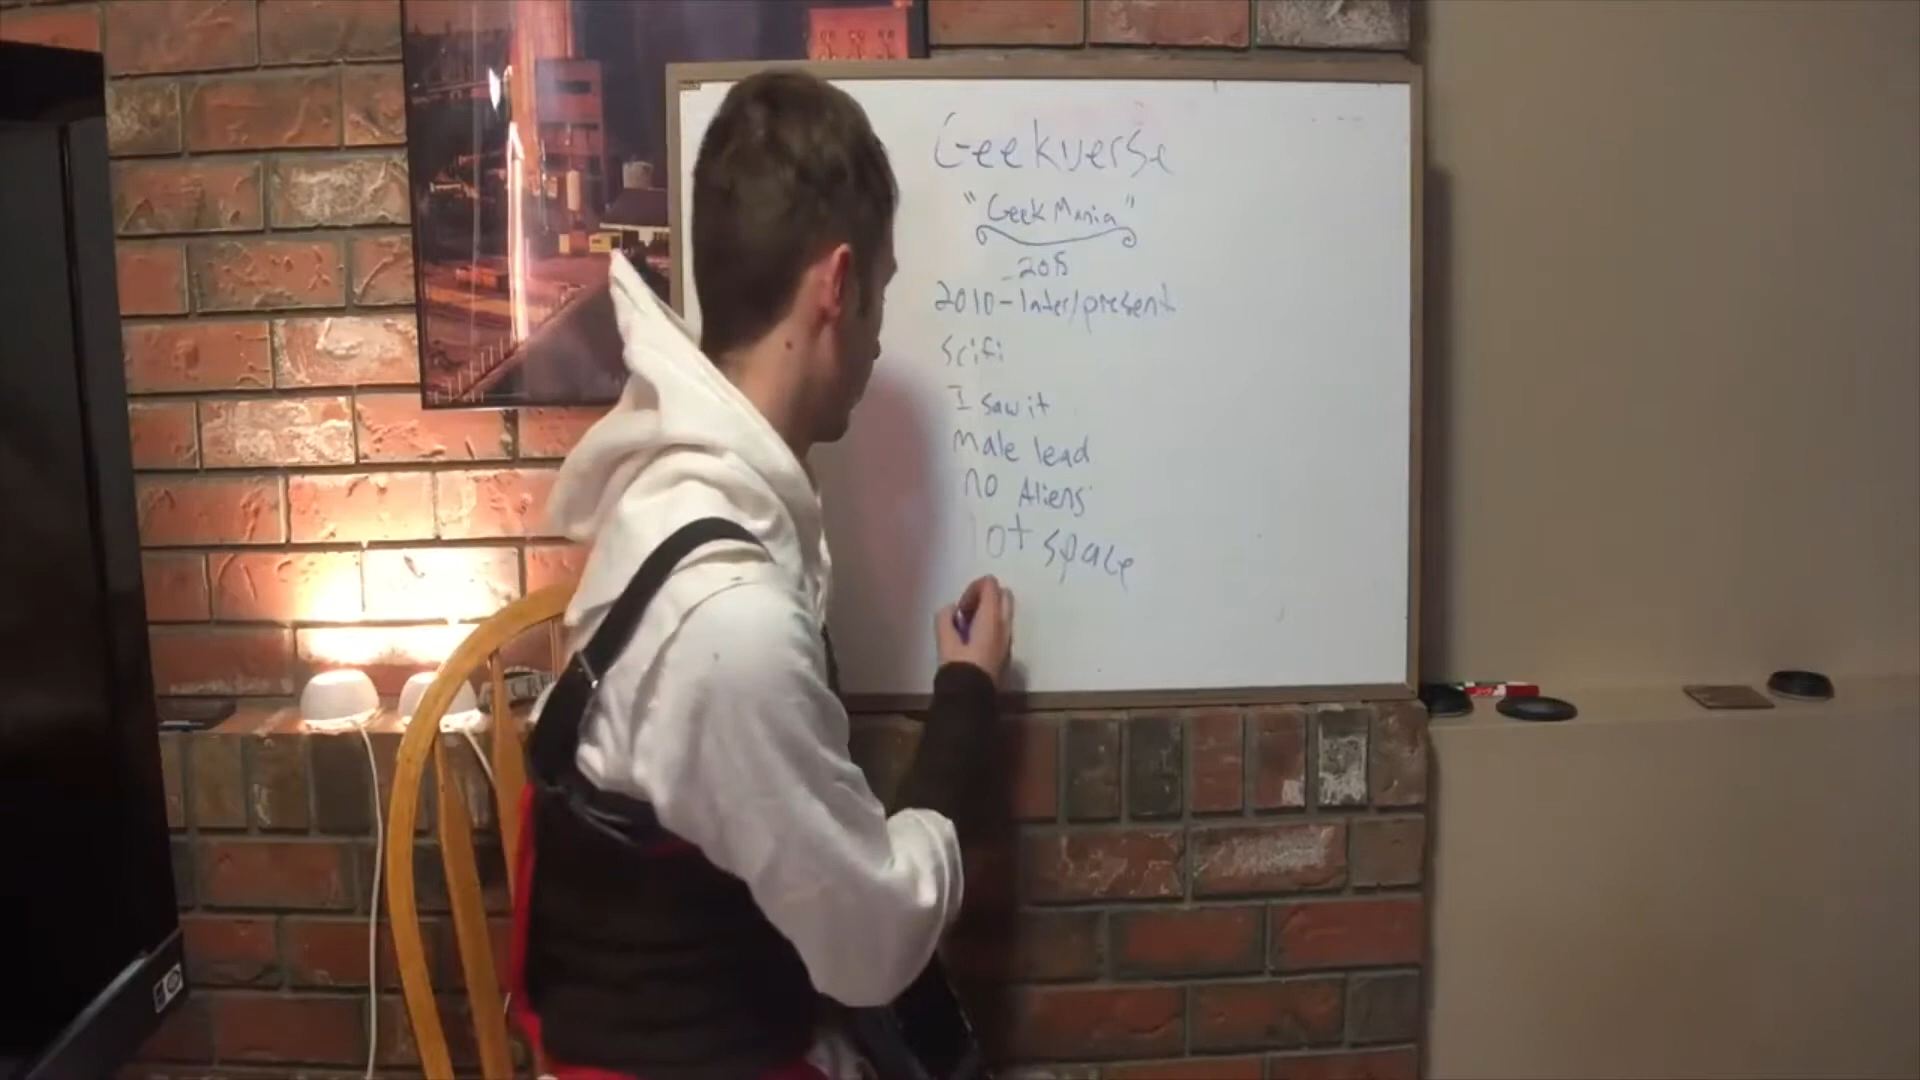 Geekverse
"Geek Mania"
2015
2010-later/present
scifi
I saw it
Male lead
no Aliens
not space